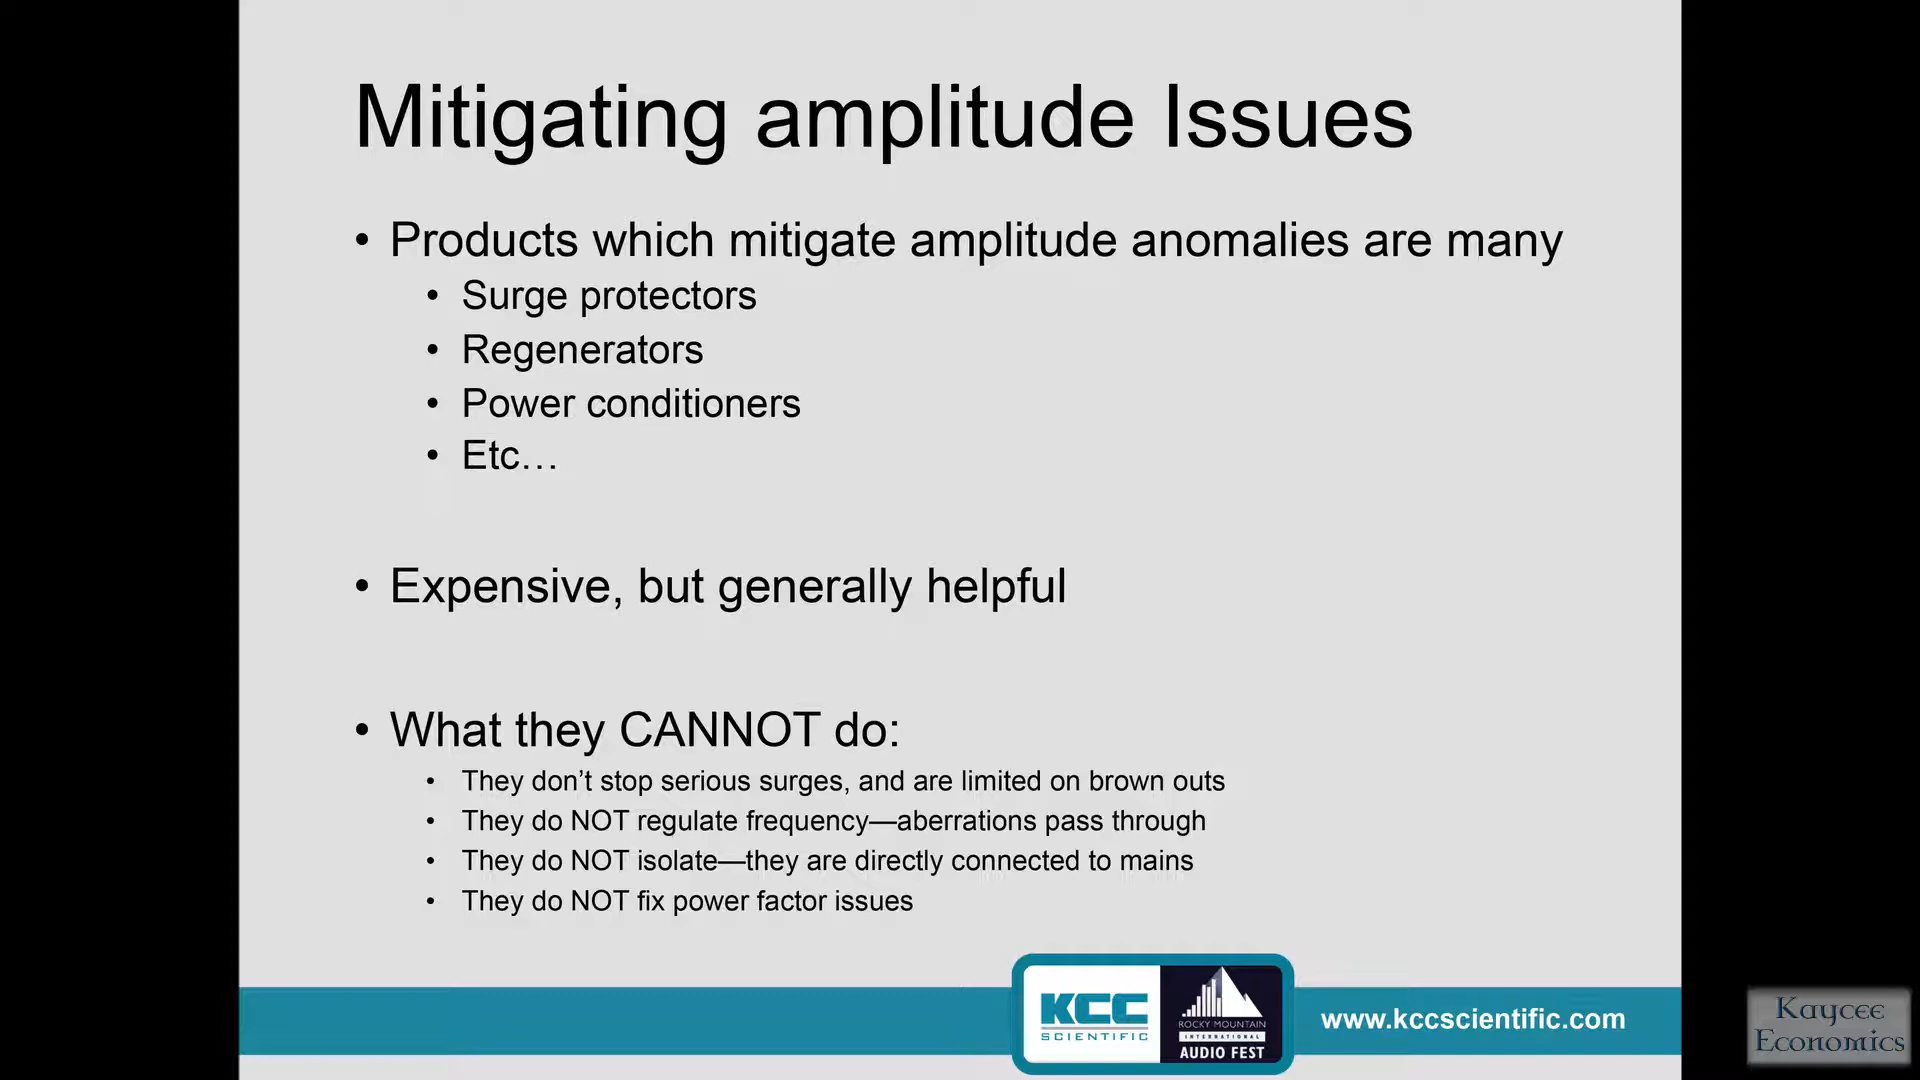 Mitigating amplitude Issues
• Products which mitigate amplitude anomalies are many
• Surge protectors
• Regenerators
• Power conditioners
• Etc…
• Expensive, but generally helpful
• What they CANNOT do:
• They don’t stop serious surges, and are limited on brown outs
• They do NOT regulate frequency—aberrations pass through
• They do NOT isolate—they are directly connected to mains
• They do NOT fix power factor issues
KCC
SCIENTIFIC
ROCKY MOUNTAIN
INTERNATIONAL
AUDIO FEST
www.kccscientific.com
Kaycee
Economics